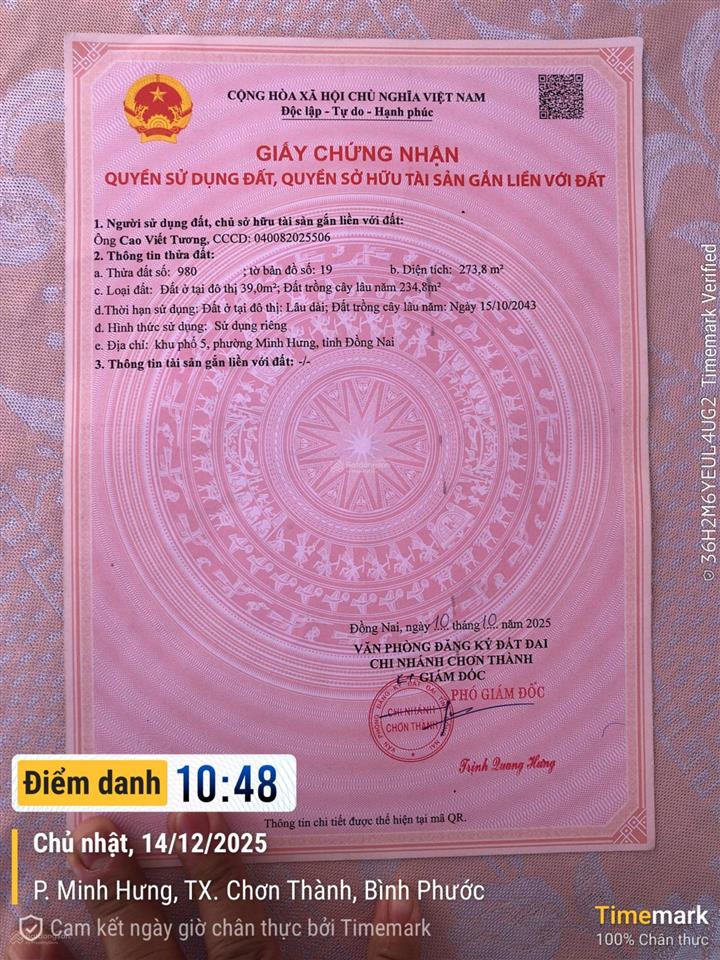 CỘNG HÒA XÃ HỘI CHỦ NGHĨA VIỆT NAM
Độc lập - Tự do - Hạnh phúc
GIẤY CHỨNG NHẬN
QUYỀN SỬ DỤNG ĐẤT, QUYỀN SỞ HỮU TÀI SẢN GẮN LIỀN VỚI ĐẤT
1. Người sử dụng đất, chủ sở hữu tài sản gắn liền với đất:
Ông Cao Viết Tương, CCCD: 040082025506
2. Thông tin thửa đất:
a. Thửa đất số: 980 ; tờ bản đồ số: 19 b. Diện tích: 273,8 m²
c. Loại đất: Đất ở tại đô thị 39,0m²; Đất trồng cây lâu năm 234,8m²
d.Thời hạn sử dụng: Đất ở tại đô thị: Lâu dài; Đất trồng cây lâu năm: Ngày 15/10/2043
đ. Hình thức sử dụng: Sử dụng riêng
e. Địa chỉ: khu phố 5, phường Minh Hưng, tỉnh Đồng Nai
3. Thông tin tài sản gắn liền với đất: -/-
Đồng Nai, ngày 10 tháng 10 năm 2025
VĂN PHÒNG ĐĂNG KÝ ĐẤT ĐAI
CHI NHÁNH CHƠN THÀNH
KT GIÁM ĐỐC
PHÓ GIÁM ĐỐC
CHI NHÁNH
CHƠN THÀNH
Trịnh Quang Hưng
Thông tin chi tiết được thể hiện tại mã QR.
Điểm danh 10:48
Chủ nhật, 14/12/2025
P. Minh Hưng, TX. Chơn Thành, Bình Phước
Cam kết ngày giờ chân thực bởi Timemark
Timemark
100% Chân thực
© 36H2M6YEUL4UG2 Timemark Verified